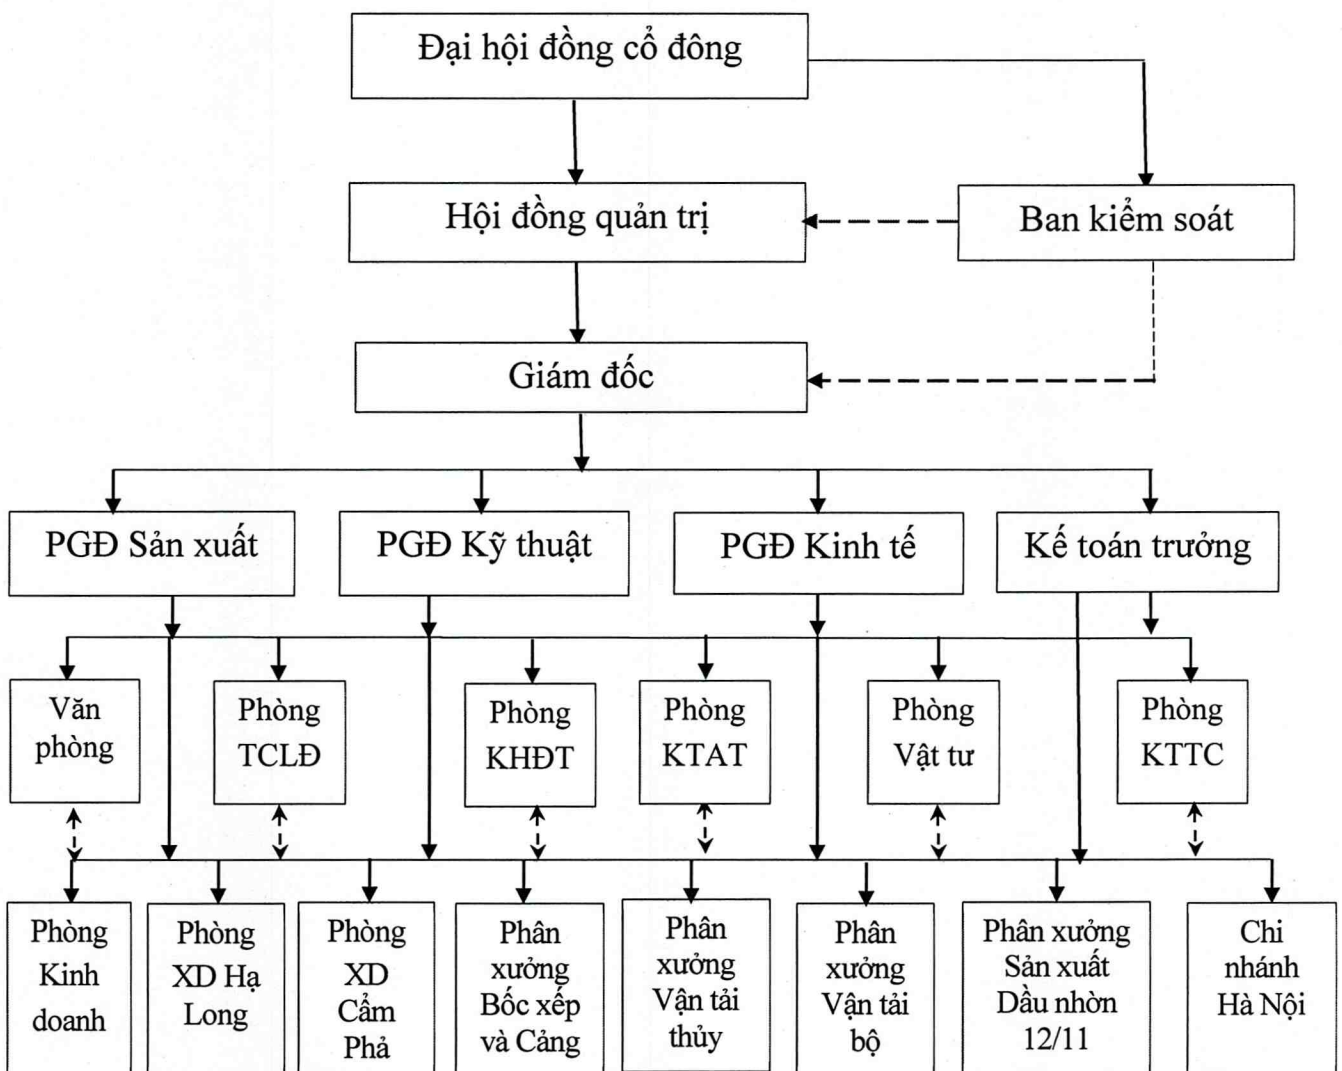 Đại hội đồng cổ đông
Hội đồng quản trị
Ban kiểm soát
Giám đốc
PGĐ Sản xuất
PGĐ Kỹ thuật
PGĐ Kinh tế
Kế toán trưởng
Văn
phòng
Phòng
TCLĐ
Phòng
KHĐT
Phòng
KTAT
Phòng
Vật tư
Phòng
KTTC
Phòng
Kinh
doanh
Phòng
XD Hạ
Long
Phòng
XD
Cẩm
Phả
Phân
xưởng
Bốc xếp
và Cảng
Phân
xưởng
Vận tải
thủy
Phân
xưởng
Vận tải
bộ
Phân xưởng
Sản xuất
Dầu nhờn
12/11
Chi
nhánh
Hà Nội